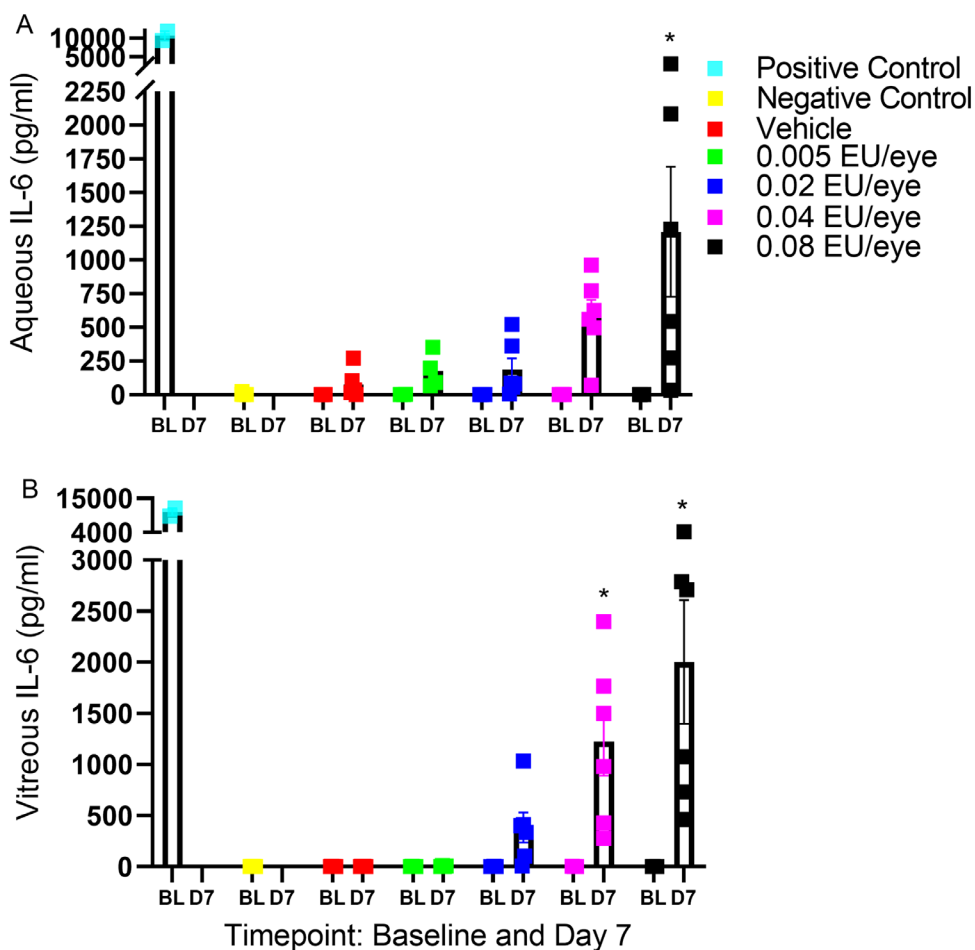 A
Aqueous IL-6 (pg/ml)
10000
5000
2250
2000
1750
1500
1250
1000
750
500
250
0
BL D7 BL D7 BL D7 BL D7 BL D7 BL D7 BL D7
*
Positive Control
Negative Control
Vehicle
0.005 EU/eye
0.02 EU/eye
0.04 EU/eye
0.08 EU/eye
B
Vitreous IL-6 (pg/ml)
15000
4000
3000
2500
2000
1500
1000
500
0
* *
BL D7 BL D7 BL D7 BL D7 BL D7 BL D7 BL D7
Timepoint: Baseline and Day 7